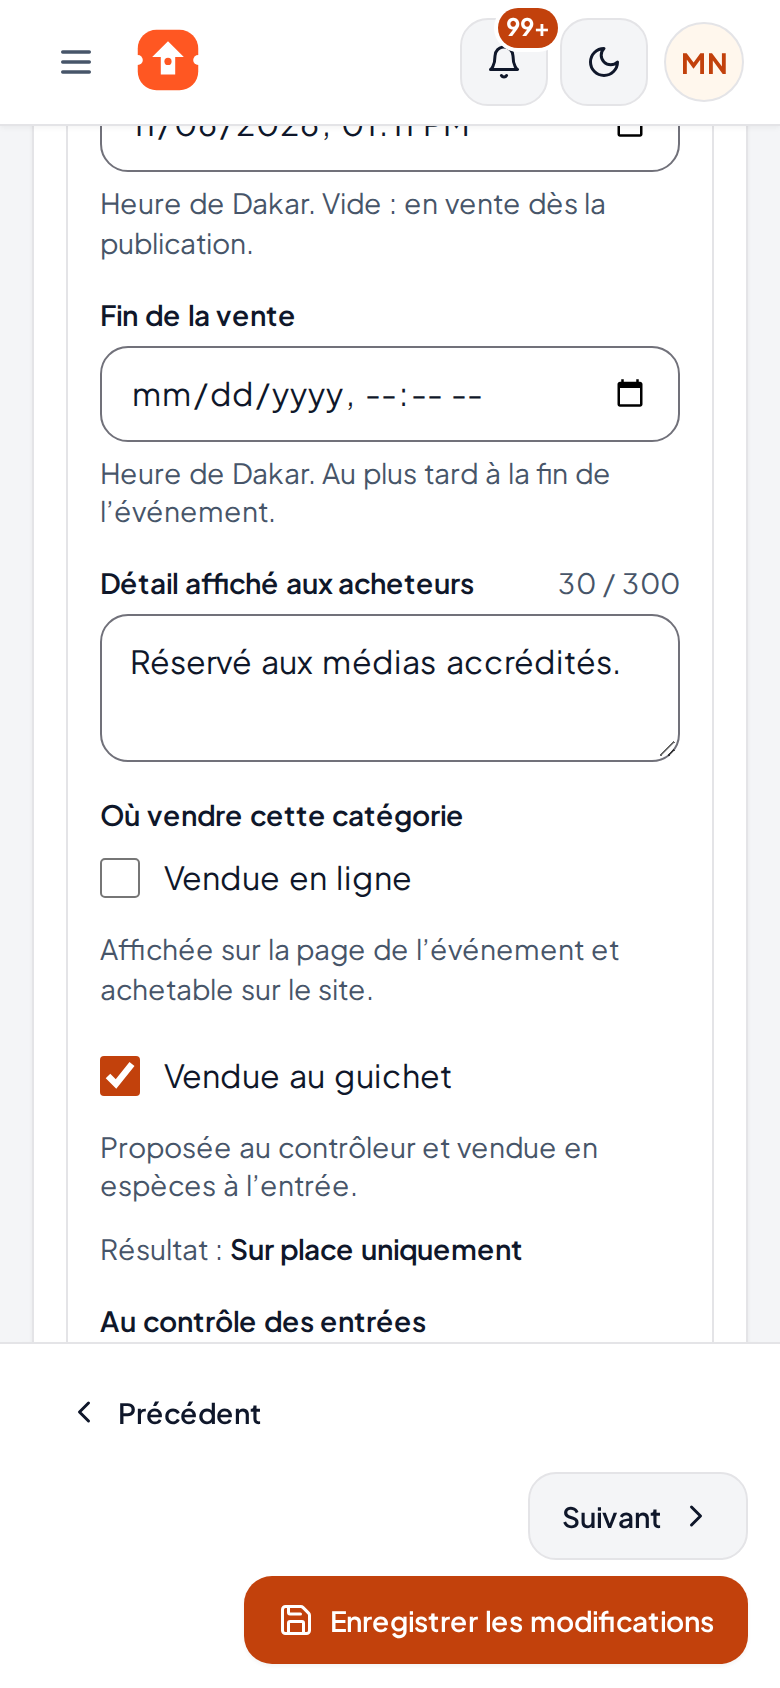 99+
MN
Heure de Dakar. Vide : en vente dès la
publication.
Fin de la vente
mm/dd/yyyy, --:-- --
Heure de Dakar. Au plus tard à la fin de
l’événement.
Détail affiché aux acheteurs 30 / 300
Réservé aux médias accrédités.
Où vendre cette catégorie
Vendue en ligne
Affichée sur la page de l’événement et
achetable sur le site.
Vendue au guichet
Proposée au contrôleur et vendue en
espèces à l’entrée.
Résultat : Sur place uniquement
Au contrôle des entrées
Précédent
Suivant
Enregistrer les modifications